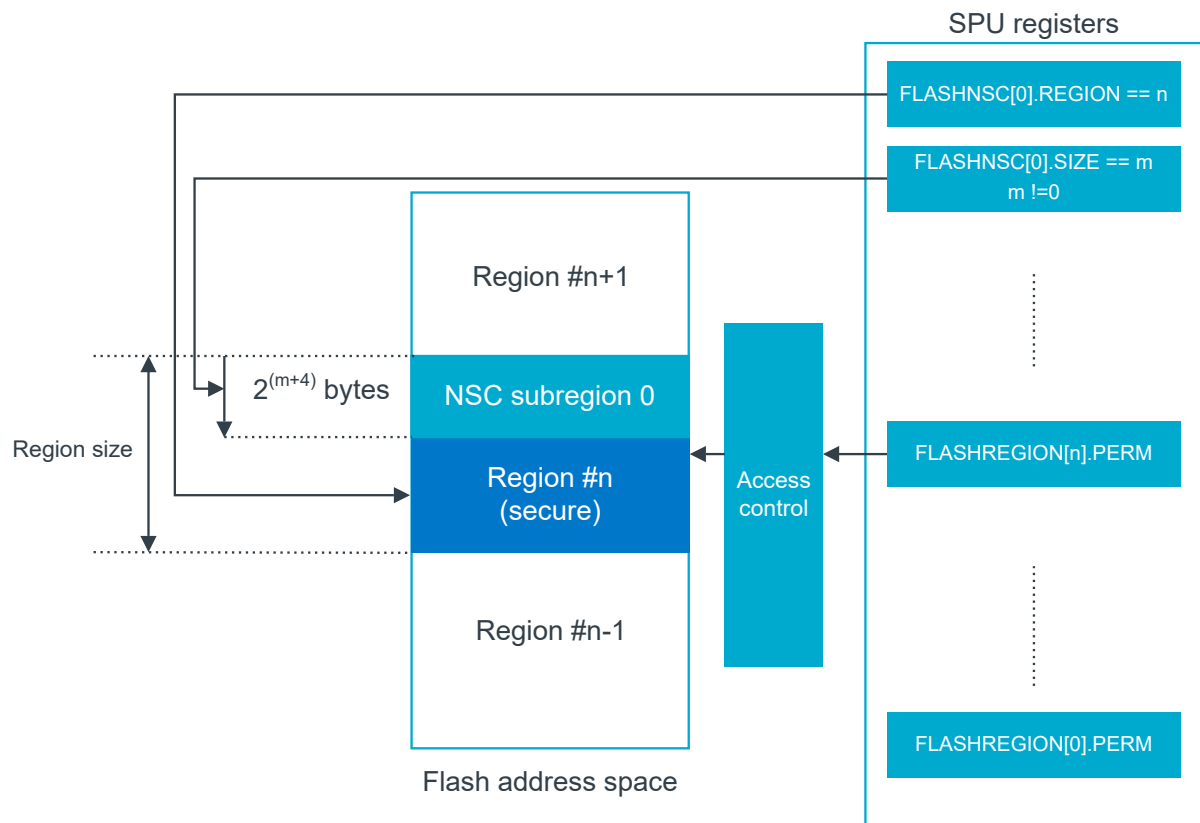 SPU registers
FLASHNSC[0].REGION == n
FLASHNSC[0].SIZE == m
m !=0
Region #n+1
NSC subregion 0
2^(m+4) bytes
Region size
Region #n
(secure)
Access
control
FLASHREGION[n].PERM
Region #n-1
FLASHREGION[0].PERM
Flash address space